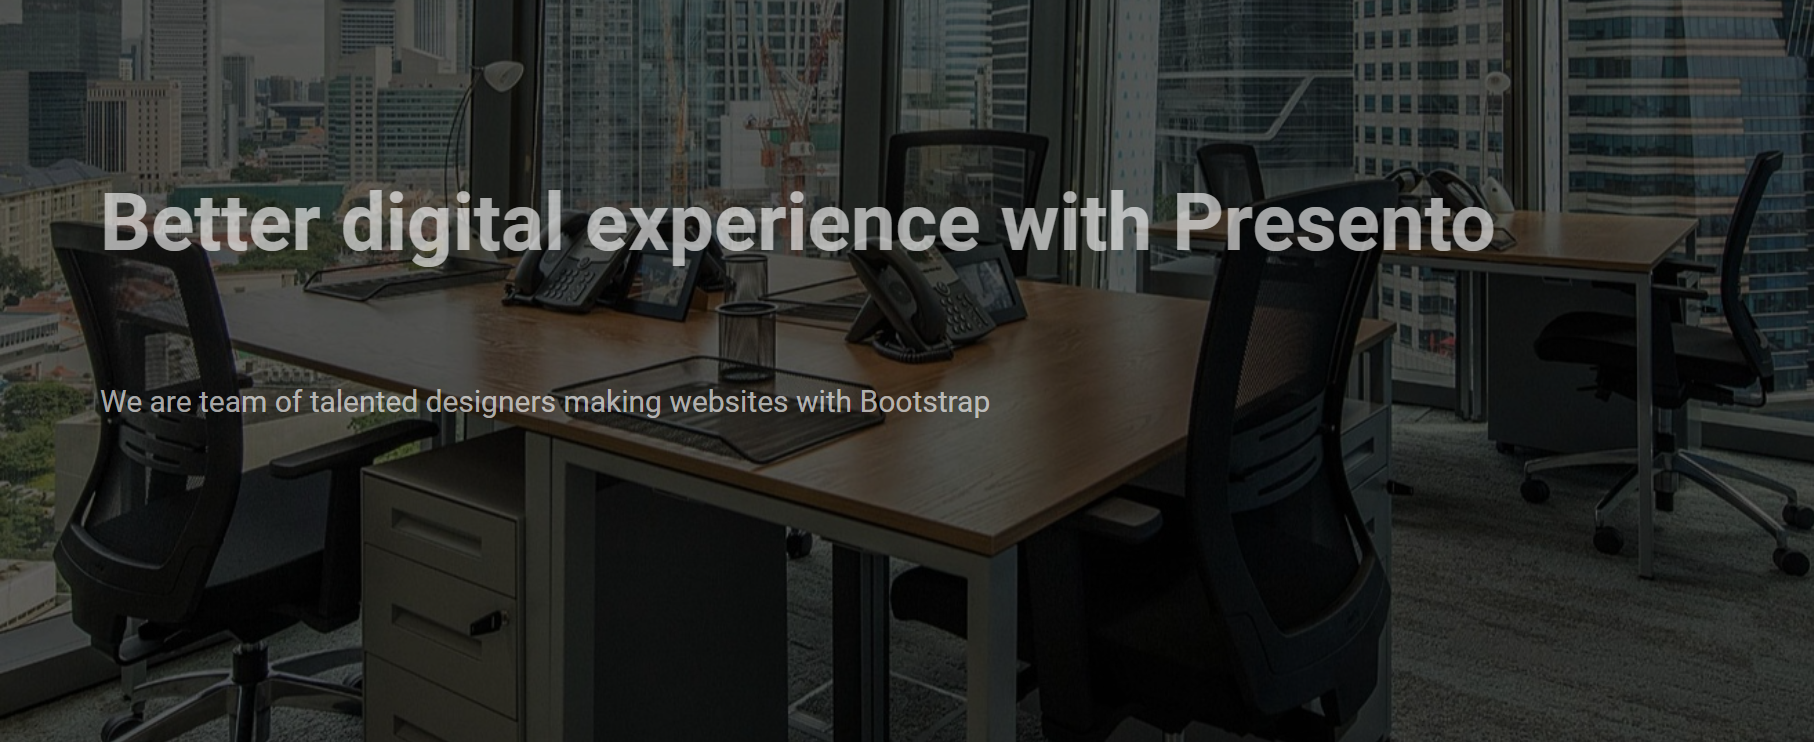 Better digital experience with Presento
We are team of talented designers making websites with Bootstrap